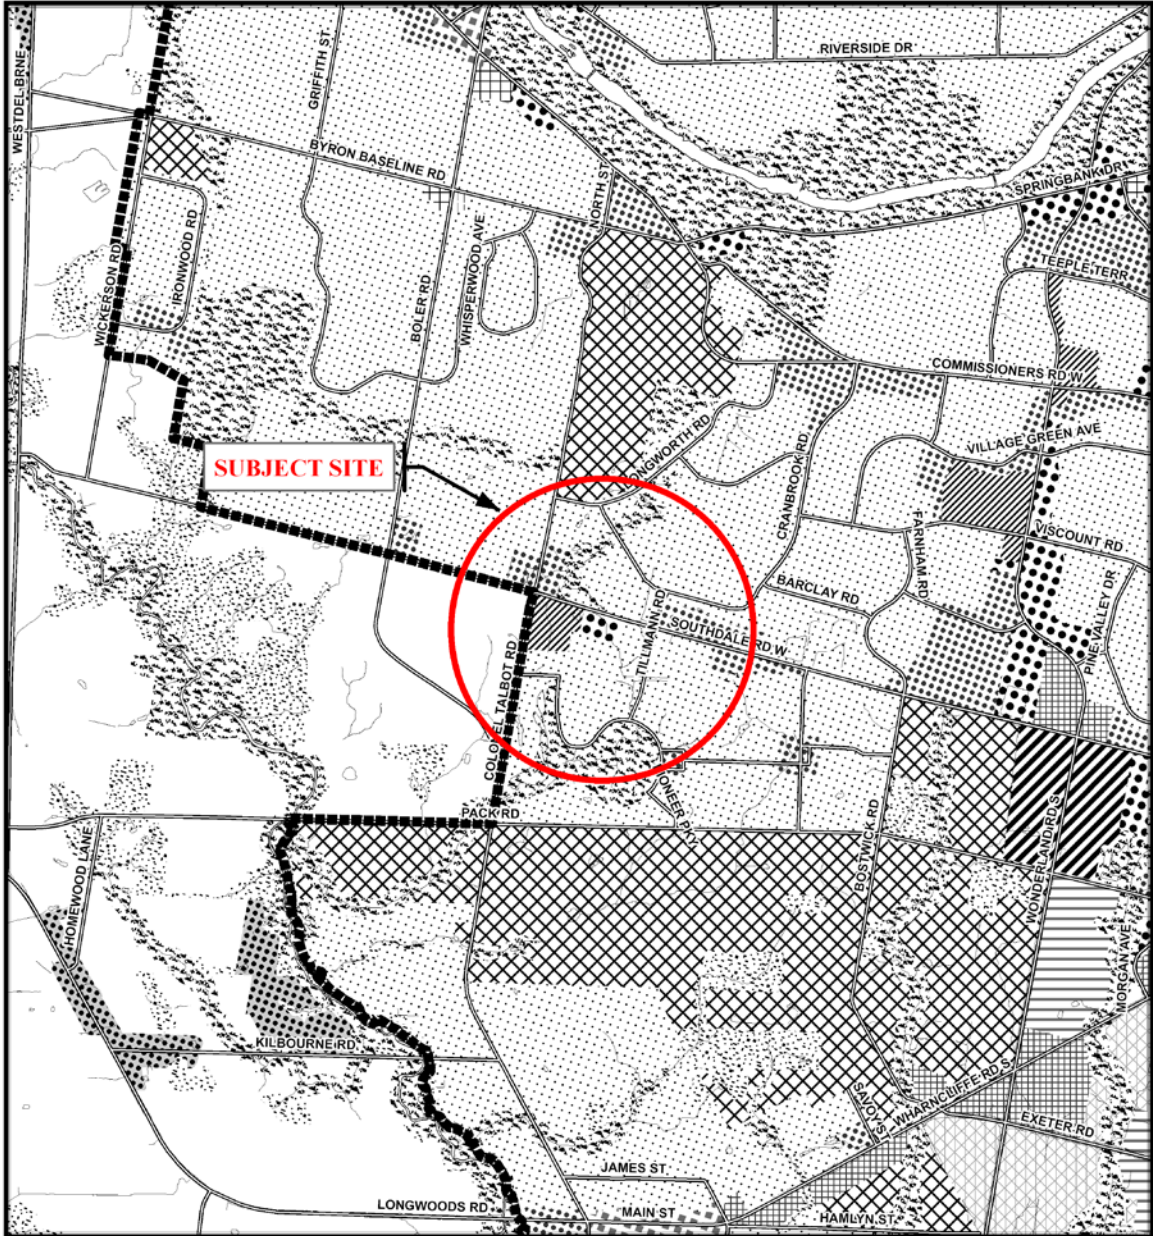 RIVERSIDE DR
WESTDEL BRNE
GRIFFITH ST
BYRON BASELINE RD
NORTH ST
SPRINGBANK DR
IRONWOOD RD
WICKERSON RD
BOLER RD
WHISPERWOOD AVE
TEEPLE TERR
COMMISSIONERS RD W
VILLAGE GREEN AVE
SUBJECT SITE
ONGWORTH RD
CRANBROOK RD
FARNHAM RD
VISCOUNT RD
BARCLAY RD
PINE VALLEY DR
TILLMANN RD
SOUTHDALE RD W
COLONEL TALBOT RD
PACK RD
IONEER PKY
BOSTWICK RD
WONDERLAND RD S
HOMEWOOD LANE
MORGAN AVE
KILBOURNE RD
SAVOY ST
WHARNCLIFFE RD S
EXETER RD
JAMES ST
LONGWOODS RD
MAIN ST
HAMLYN ST